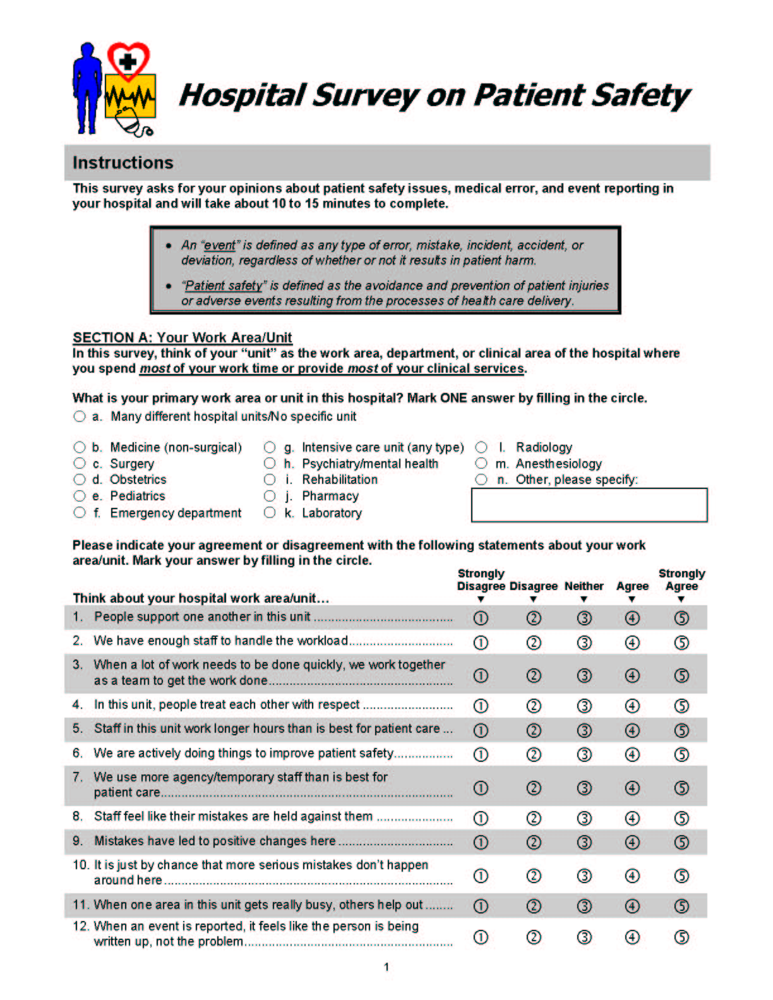 Hospital Survey on Patient Safety
Instructions
This survey asks for your opinions about patient safety issues, medical error, and event reporting in
your hospital and will take about 10 to 15 minutes to complete.
• An “event” is defined as any type of error, mistake, incident, accident, or
deviation, regardless of whether or not it results in patient harm.
• “Patient safety” is defined as the avoidance and prevention of patient injuries
or adverse events resulting from the processes of health care delivery.
SECTION A: Your Work Area/Unit
In this survey, think of your “unit” as the work area, department, or clinical area of the hospital where
you spend most of your work time or provide most of your clinical services.
What is your primary work area or unit in this hospital? Mark ONE answer by filling in the circle.
a. Many different hospital units/No specific unit
b. Medicine (non-surgical)
c. Surgery
d. Obstetrics
e. Pediatrics
f. Emergency department
g. Intensive care unit (any type)
h. Psychiatry/mental health
i. Rehabilitation
j. Pharmacy
k. Laboratory
l. Radiology
m. Anesthesiology
n. Other, please specify:
Please indicate your agreement or disagreement with the following statements about your work
area/unit. Mark your answer by filling in the circle.
Strongly Strongly
Disagree Disagree Neither Agree Agree
Think about your hospital work area/unit… ▼ ▼ ▼ ▼ ▼
1. People support one another in this unit ........................................ ① ② ③ ④ ⑤
2. We have enough staff to handle the workload.............................. ① ② ③ ④ ⑤
3. When a lot of work needs to be done quickly, we work together
as a team to get the work done..................................................... ① ② ③ ④ ⑤
4. In this unit, people treat each other with respect .......................... ① ② ③ ④ ⑤
5. Staff in this unit work longer hours than is best for patient care ... ① ② ③ ④ ⑤
6. We are actively doing things to improve patient safety................. ① ② ③ ④ ⑤
7. We use more agency/temporary staff than is best for
patient care.................................................................................... ① ② ③ ④ ⑤
8. Staff feel like their mistakes are held against them ...................... ① ② ③ ④ ⑤
9. Mistakes have led to positive changes here ................................. ① ② ③ ④ ⑤
10. It is just by chance that more serious mistakes don’t happen
around here ................................................................................... ① ② ③ ④ ⑤
11. When one area in this unit gets really busy, others help out ........ ① ② ③ ④ ⑤
12. When an event is reported, it feels like the person is being
written up, not the problem............................................................ ① ② ③ ④ ⑤
1